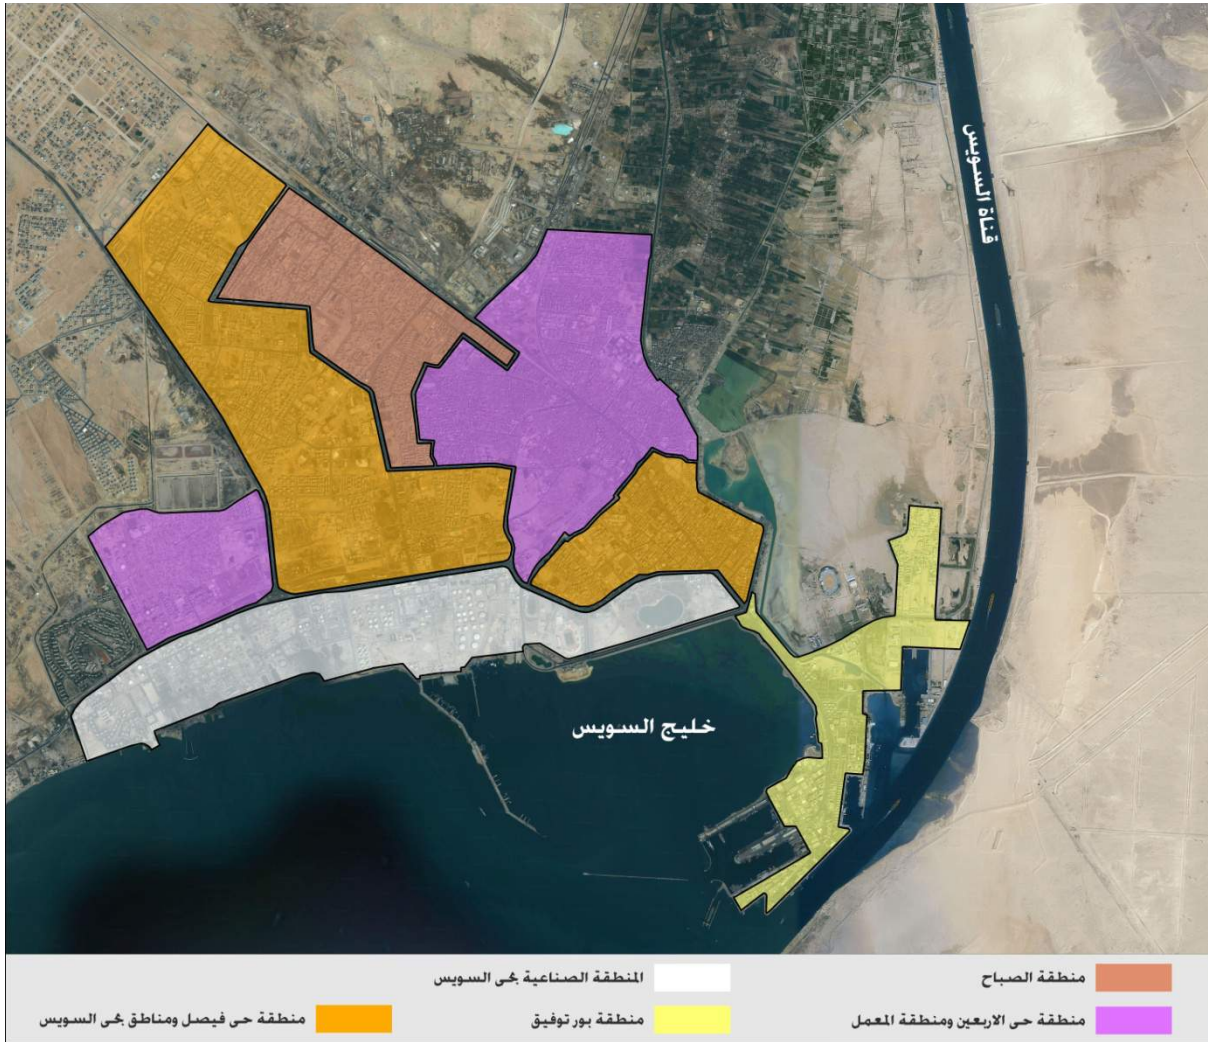 قناة السويس
خليج السويس
منطقة الصباح
المنطقة الصناعية بحى السويس
منطقة حى الاربعين ومنطقة المعمل
منطقة بور توفيق
منطقة حى فيصل ومناطق بحى السويس